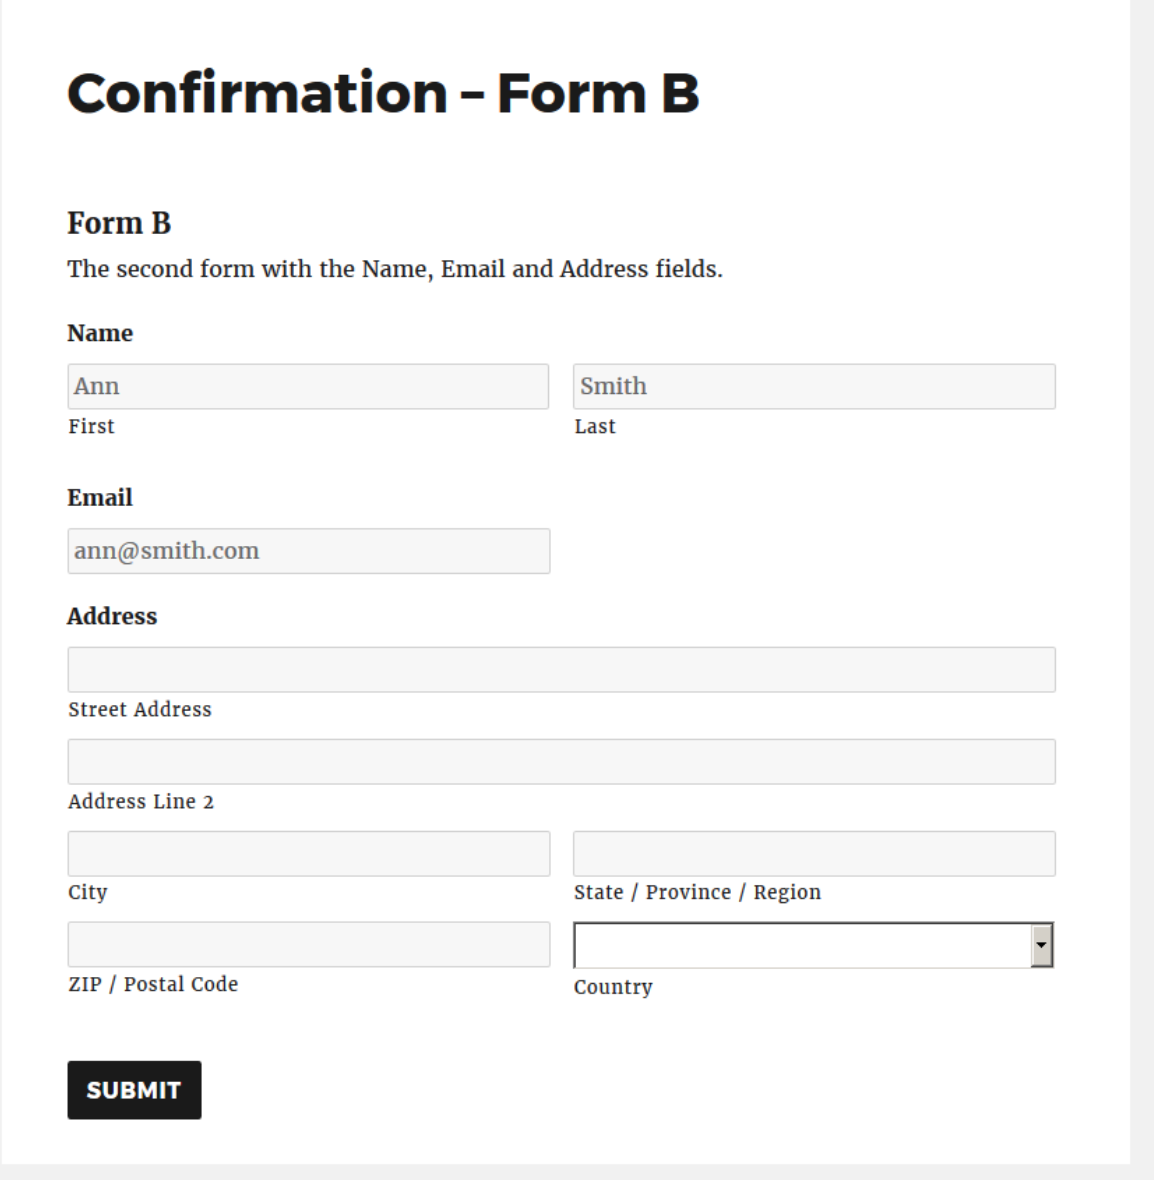 Confirmation – Form B
Form B
The second form with the Name, Email and Address fields.
Name
Ann
Smith
First
Last
Email
ann@smith.com
Address
Street Address
Address Line 2
City
State / Province / Region
ZIP / Postal Code
Country
SUBMIT